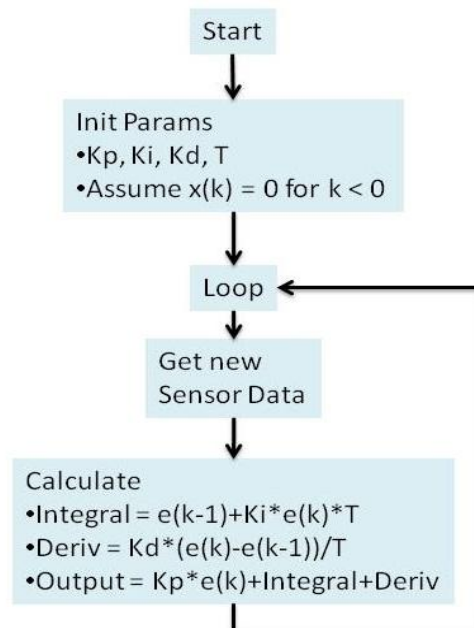 Start
Init Params
•Kp, Ki, Kd, T
•Assume x(k) = 0 for k < 0
Loop
Get new
Sensor Data
Calculate
•Integral = e(k-1)+Ki*e(k)*T
•Deriv = Kd*(e(k)-e(k-1))/T
•Output = Kp*e(k)+Integral+Deriv